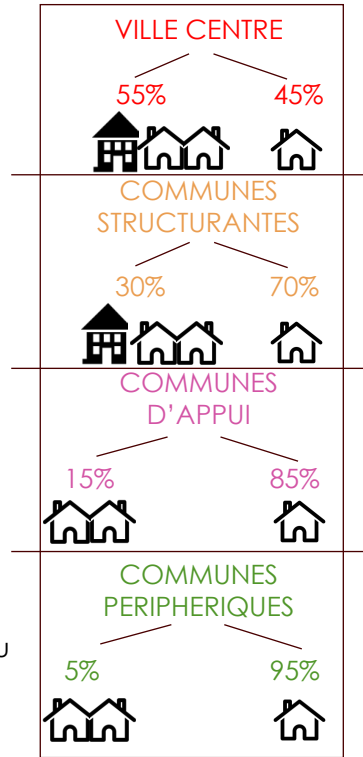 VILLE CENTRE
55% 45%
COMMUNES
STRUCTURANTES
30% 70%
COMMUNES
D'APPUI
15% 85%
COMMUNES
PERIPHERIQUES
U
5% 95%